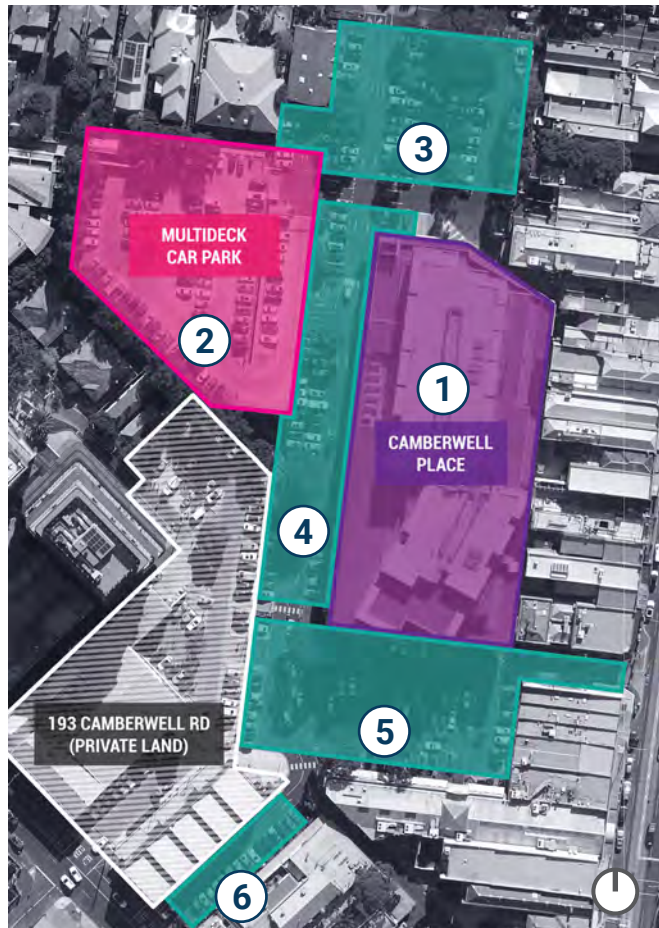 3
MULTIDECK
CAR PARK
2
1
CAMBERWELL
PLACE
4
193 CAMBERWELL RD
(PRIVATE LAND)
5
6